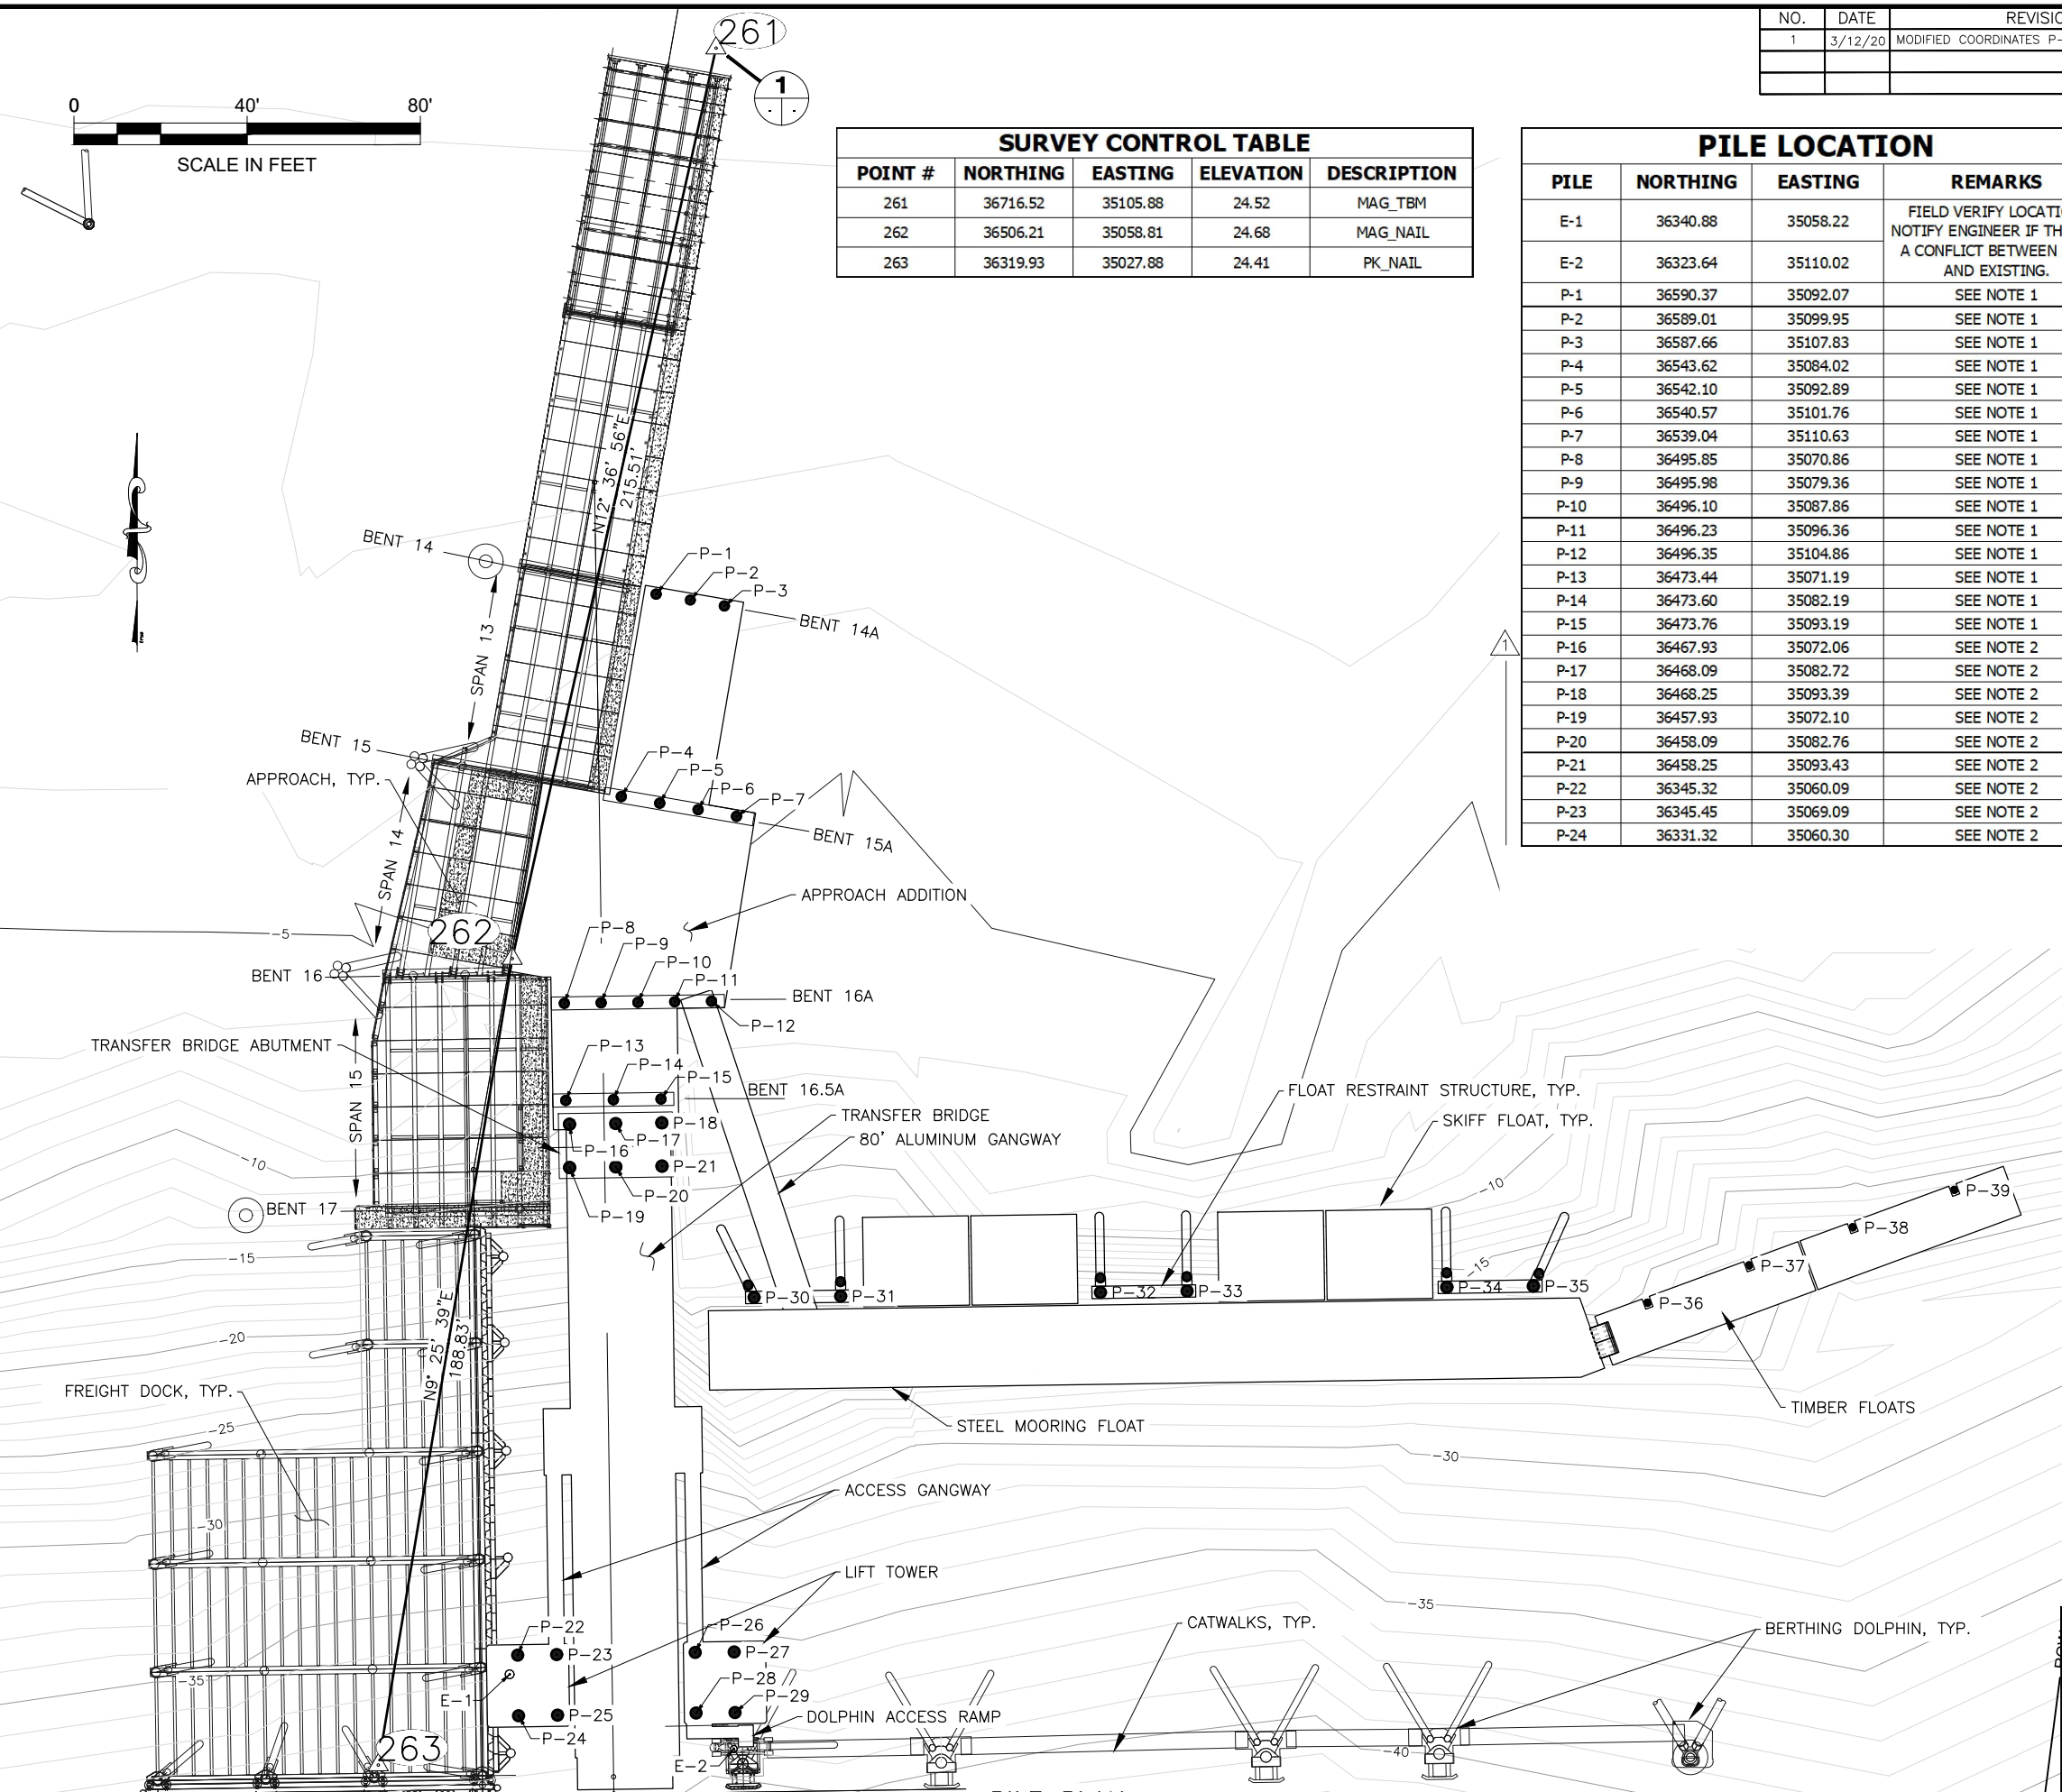 261
NO. DATE REVISIO
1 3/12/20 MODIFIED COORDINATES P-
1
0 40' 80'
SCALE IN FEET
SURVEY CONTROL TABLE
POINT # NORTHING EASTING ELEVATION DESCRIPTION
261 36716.52 35105.88 24.52 MAG_TBM
262 36506.21 35058.81 24.68 MAG_NAIL
263 36319.93 35027.88 24.41 PK_NAIL
PILE LOCATION
PILE NORTHING EASTING REMARKS
E-1 36340.88 35058.22 FIELD VERIFY LOCATI
NOTIFY ENGINEER IF TH
E-2 36323.64 35110.02 A CONFLICT BETWEEN
AND EXISTING.
P-1 36590.37 35092.07 SEE NOTE 1
P-2 36589.01 35099.95 SEE NOTE 1
P-3 36587.66 35107.83 SEE NOTE 1
P-4 36543.62 35084.02 SEE NOTE 1
P-5 36542.10 35092.89 SEE NOTE 1
P-6 36540.57 35101.76 SEE NOTE 1
P-7 36539.04 35110.63 SEE NOTE 1
P-8 36495.85 35070.86 SEE NOTE 1
P-9 36495.98 35079.36 SEE NOTE 1
P-10 36496.10 35087.86 SEE NOTE 1
P-11 36496.23 35096.36 SEE NOTE 1
P-12 36496.35 35104.86 SEE NOTE 1
P-13 36473.44 35071.19 SEE NOTE 1
P-14 36473.60 35082.19 SEE NOTE 1
P-15 36473.76 35093.19 SEE NOTE 1
P-16 36467.93 35072.06 SEE NOTE 2
P-17 36468.09 35082.72 SEE NOTE 2
P-18 36468.25 35093.39 SEE NOTE 2
P-19 36457.93 35072.10 SEE NOTE 2
P-20 36458.09 35082.76 SEE NOTE 2
P-21 36458.25 35093.43 SEE NOTE 2
P-22 36345.32 35060.09 SEE NOTE 2
P-23 36345.45 35069.09 SEE NOTE 2
P-24 36331.32 35060.30 SEE NOTE 2
1
N12° 36' 56"E
215.51'
BENT 14
P-1
P-2
P-3
BENT 14A
SPAN 13
BENT 15
APPROACH, TYP.
P-4
P-5
P-6
P-7
BENT 15A
SPAN 14
APPROACH ADDITION
262
-5
P-8
P-9
P-10
P-11
BENT 16
BENT 16A
P-12
TRANSFER BRIDGE ABUTMENT
P-13
P-14
P-15
BENT 16.5A
SPAN 15
TRANSFER BRIDGE
80' ALUMINUM GANGWAY
P-18
P-17
P-16
P-21
P-20
P-19
FLOAT RESTRAINT STRUCTURE, TYP.
SKIFF FLOAT, TYP.
-10
-10
BENT 17
-15
-15
P-39
P-38
P-37
P-36
P-30
P-31
P-32
P-33
P-34
P-35
-20
N9° 25' 39"E
188.83'
FREIGHT DOCK, TYP.
-25
STEEL MOORING FLOAT
TIMBER FLOATS
-30
ACCESS GANGWAY
-30
LIFT TOWER
-35
CATWALKS, TYP.
BERTHING DOLPHIN, TYP.
P-22
P-23
P-26
P-27
-35
E-1
P-28
P-29
P-25
P-24
DOLPHIN ACCESS RAMP
263
E-2
-40